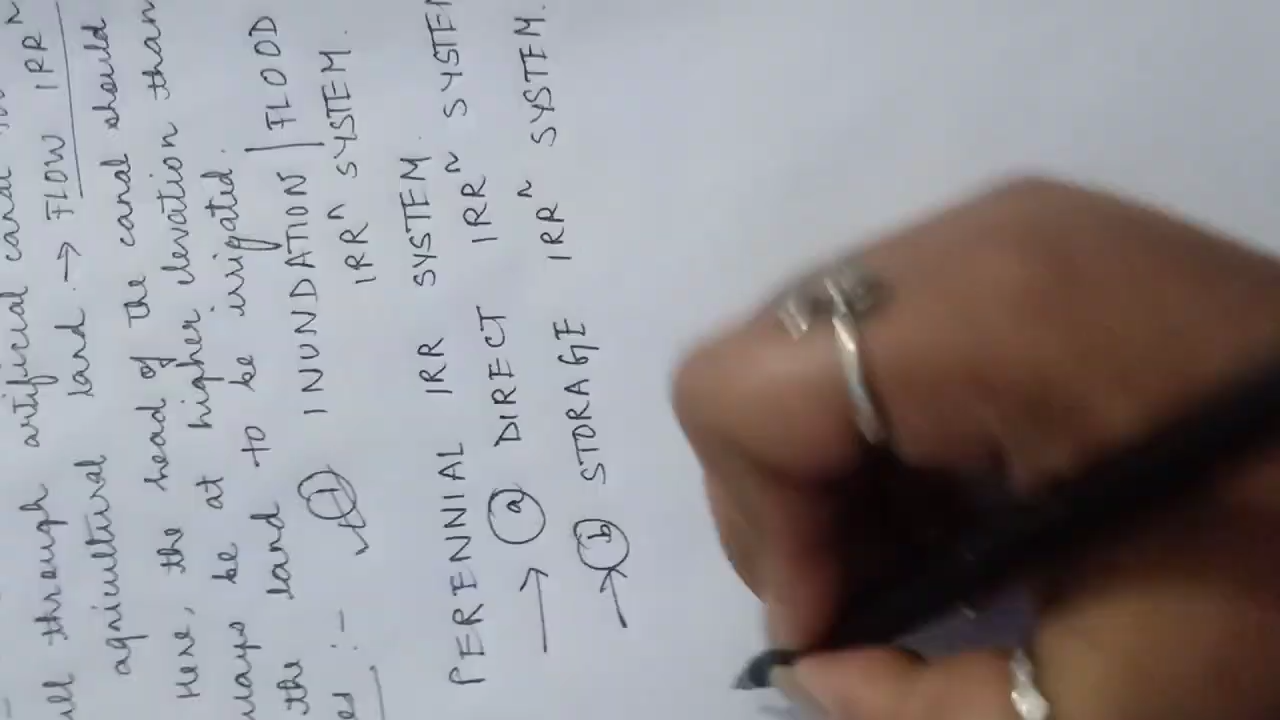 ll through artificial canal
agricultural land. → FLOW IRRⁿ
Here, the head of the canal should
be at higher elevation than
the land to be irrigated.
:- ① INUNDATION | FLOOD
IRRⁿ SYSTEM.
PERENNIAL IRR SYSTEM.
→ ⓐ DIRECT IRRⁿ SYSTEM
→ ⓑ STORAGE IRRⁿ SYSTEM.